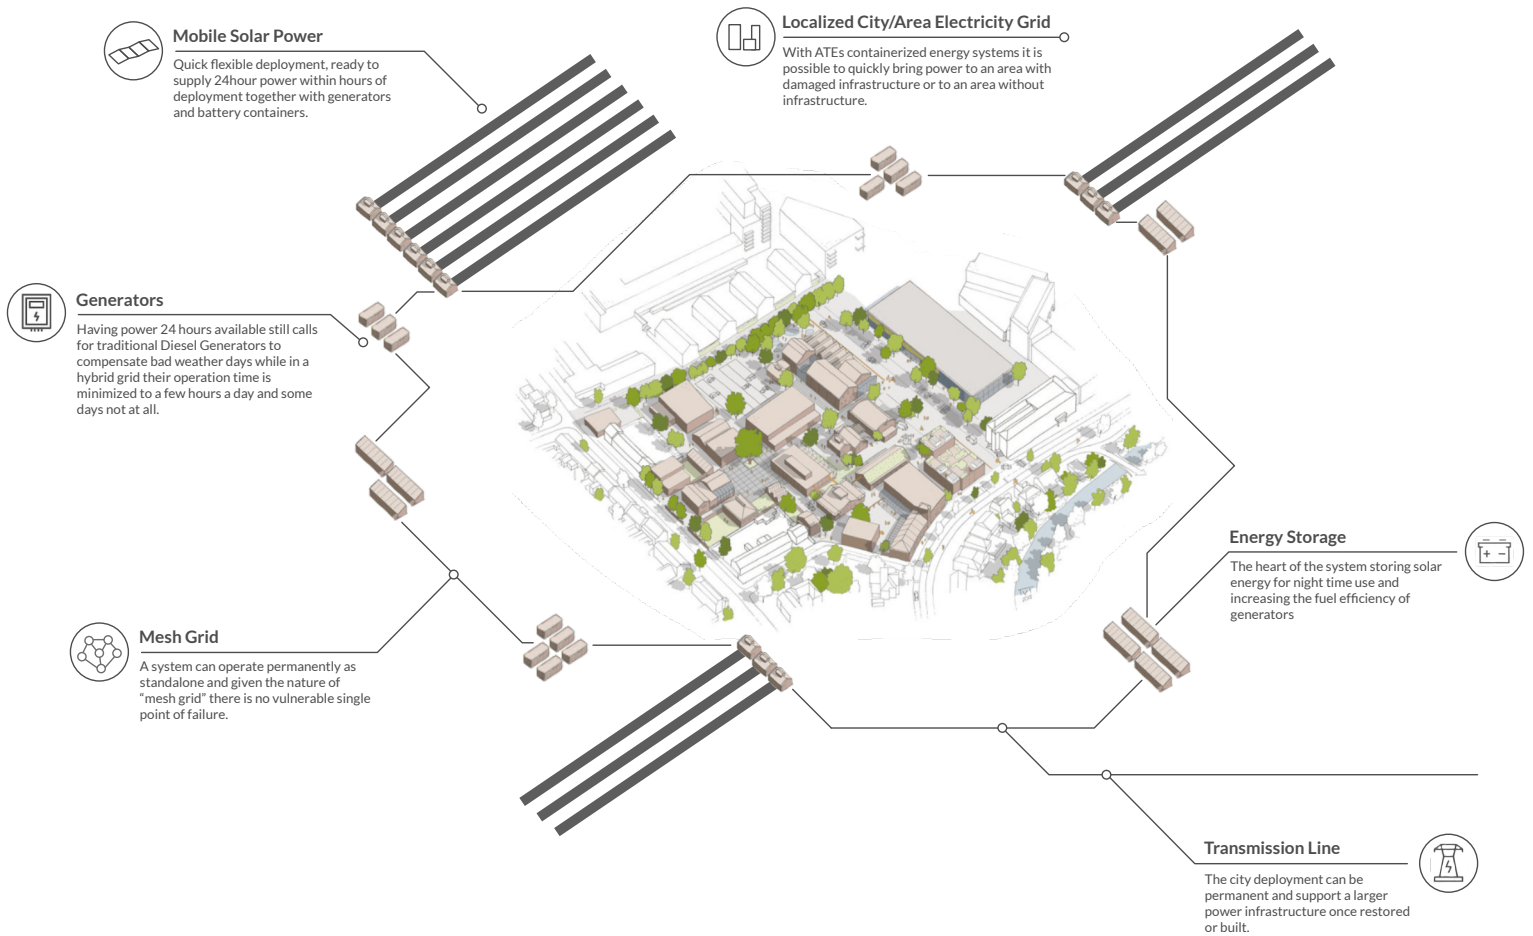 Mobile Solar Power
Quick flexible deployment, ready to
supply 24hour power within hours of
deployment together with generators
and battery containers.
Localized City/Area Electricity Grid
With ATEs containerized energy systems it is
possible to quickly bring power to an area with
damaged infrastructure or to an area without
infrastructure.
Generators
Having power 24 hours available still calls
for traditional Diesel Generators to
compensate bad weather days while in a
hybrid grid their operation time is
minimized to a few hours a day and some
days not at all.
Energy Storage
The heart of the system storing solar
energy for night time use and
increasing the fuel efficiency of
generators
Mesh Grid
A system can operate permanently as
standalone and given the nature of
“mesh grid” there is no vulnerable single
point of failure.
Transmission Line
The city deployment can be
permanent and support a larger
power infrastructure once restored
or built.